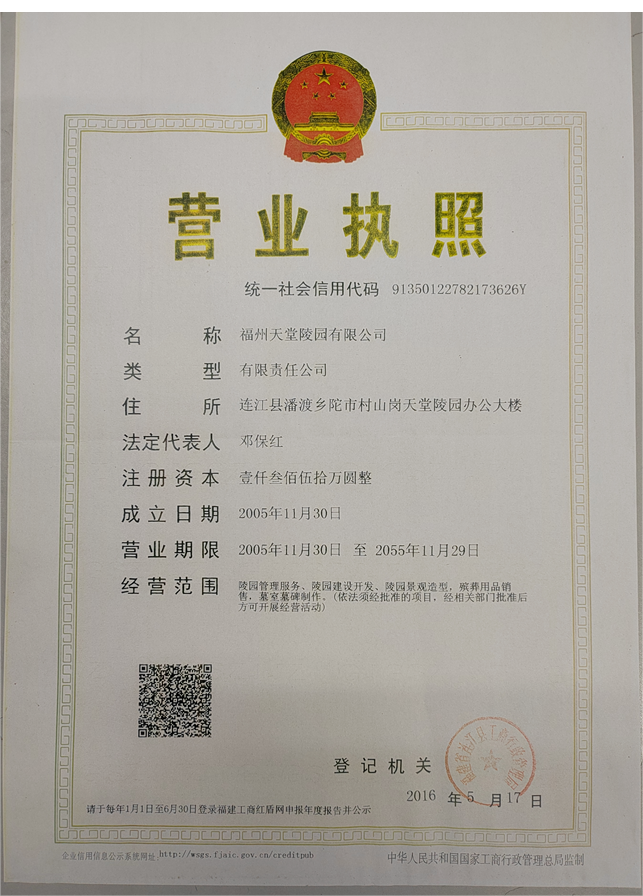 营业执照
统一社会信用代码 91350122782173626Y
名称 福州天堂陵园有限公司
类型 有限责任公司
住所 连江县潘渡乡陀市村山岗天堂陵园办公大楼
法定代表人 邓保红
注册资本 壹仟叁佰伍拾万圆整
成立日期 2005年11月30日
营业期限 2005年11月30日 至 2055年11月29日
经营范围 陵园管理服务、陵园建设开发、陵园景观造型，殡葬用品销
售，墓室墓碑制作。(依法须经批准的项目，经相关部门批准后
方可开展经营活动)
登记机关
2016 年 5 月 17 日
请于每年1月1日至6月30日登录福建工商红盾网申报年度报告并公示
企业信用信息公示系统网址: http://wsgs.fjaic.gov.cn/creditpub
中华人民共和国国家工商行政管理总局监制